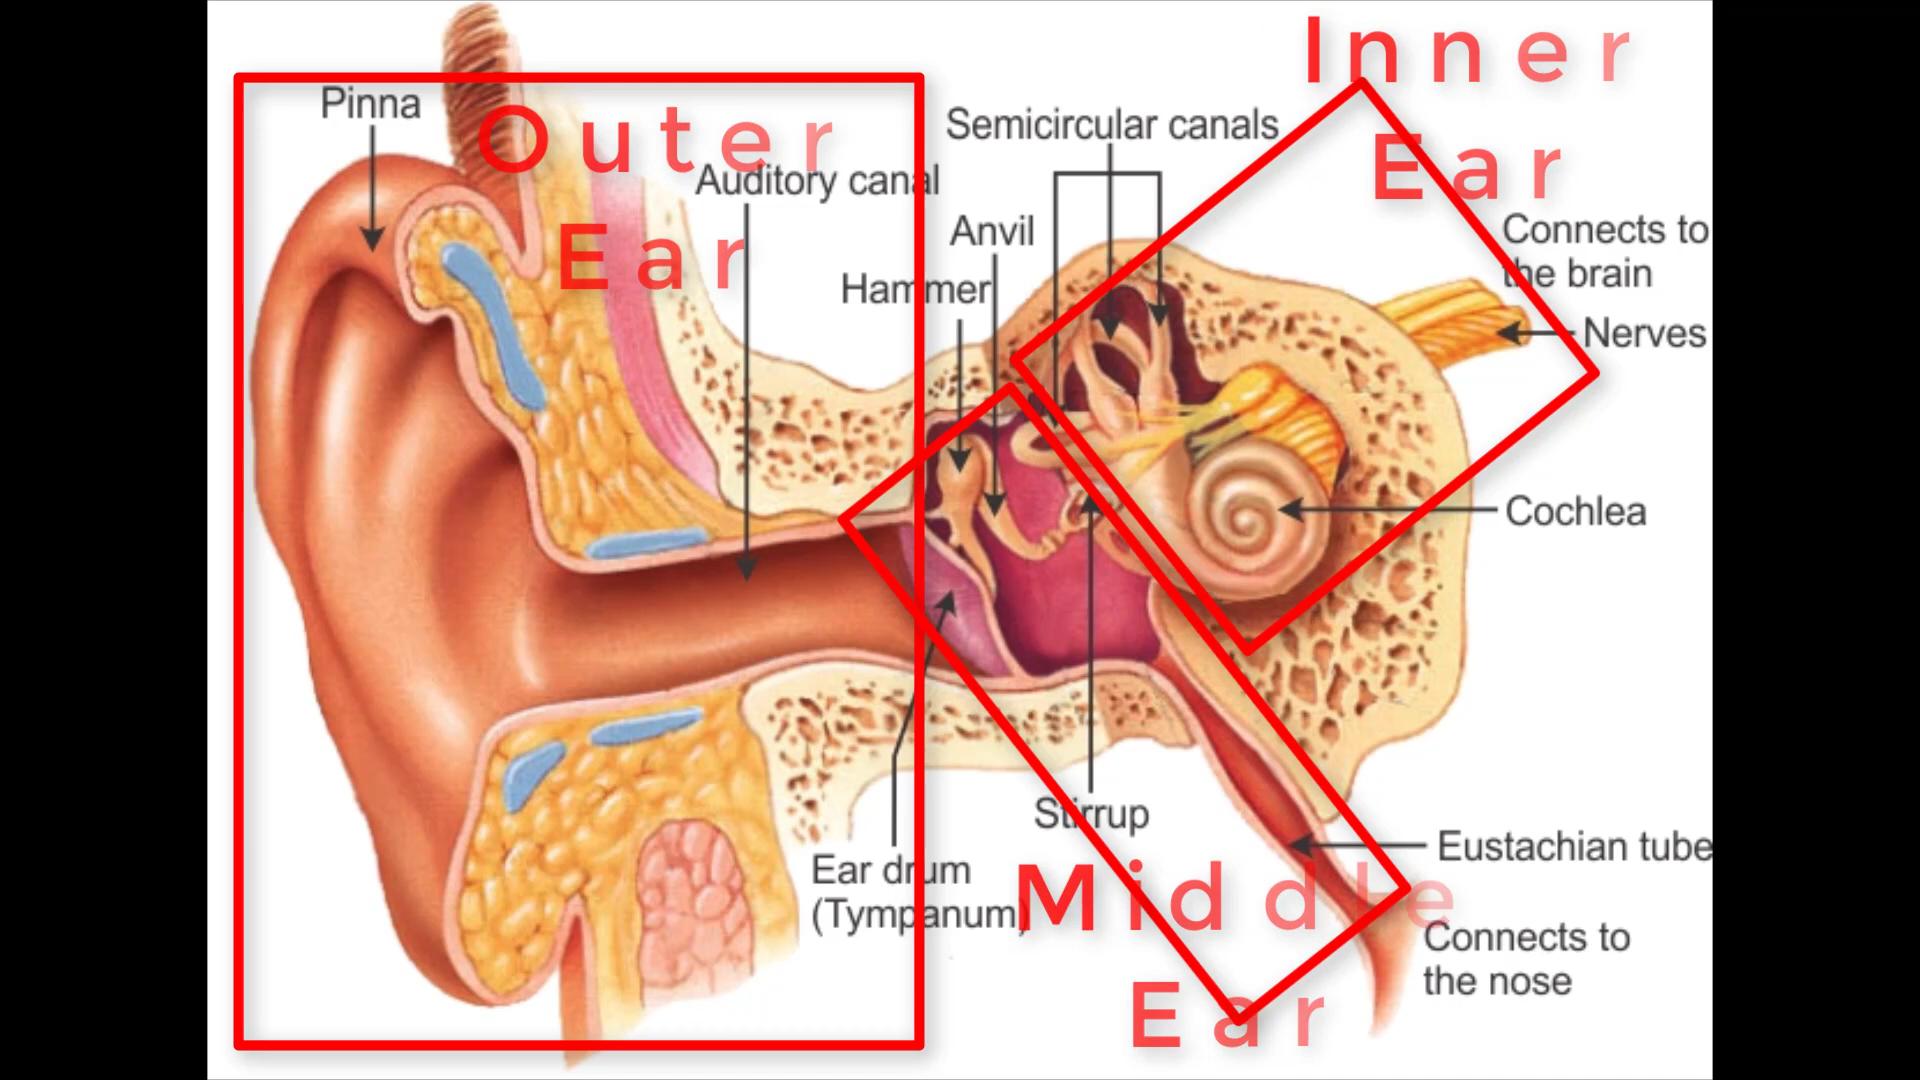 Inner
Ear
Pinna
Outer
Ear
Auditory canal
Semicircular canals
Anvil
Hammer
Connects to
the brain
Nerves
Cochlea
Stirrup
Ear drum
(Tympanum)
Eustachian tube
Middle
Ear
Connects to
the nose